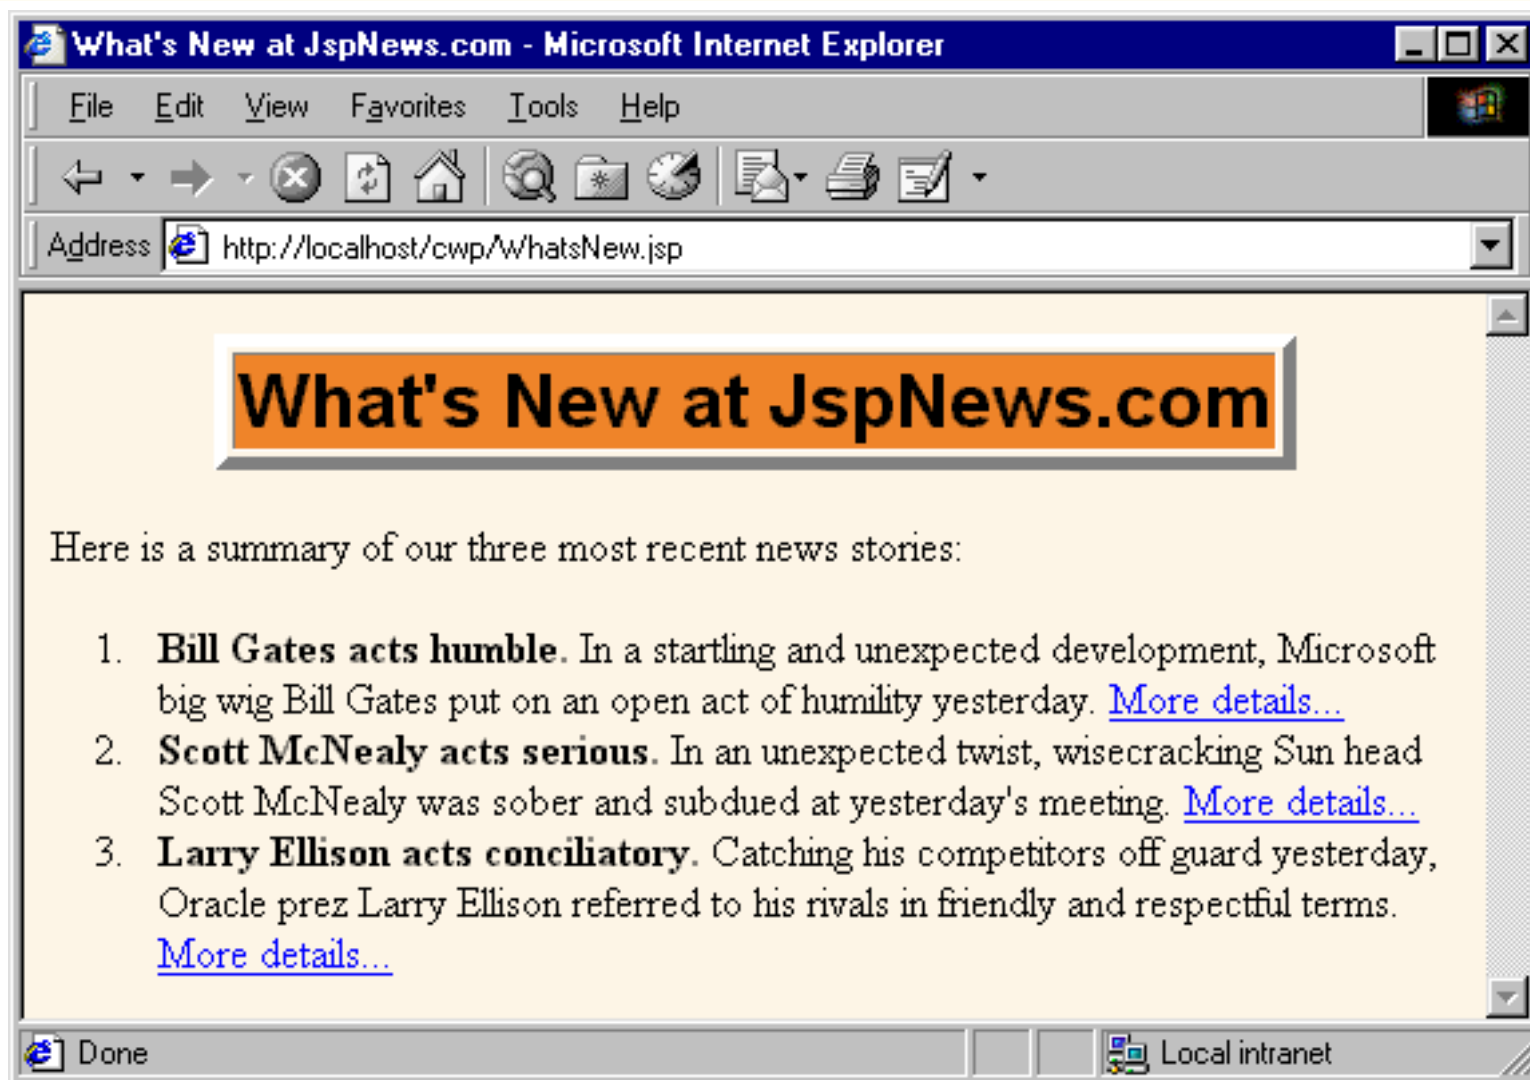 What's New at JspNews.com - Microsoft Internet Explorer
File Edit View Favorites Tools Help
Address http://localhost/cwp/WhatsNew.jsp
What's New at JspNews.com
Here is a summary of our three most recent news stories:
1. Bill Gates acts humble. In a startling and unexpected development, Microsoft
big wig Bill Gates put on an open act of humility yesterday. More details...
2. Scott McNealy acts serious. In an unexpected twist, wisecracking Sun head
Scott McNealy was sober and subdued at yesterday's meeting. More details...
3. Larry Ellison acts conciliatory. Catching his competitors off guard yesterday,
Oracle prez Larry Ellison referred to his rivals in friendly and respectful terms.
More details...
Done Local intranet